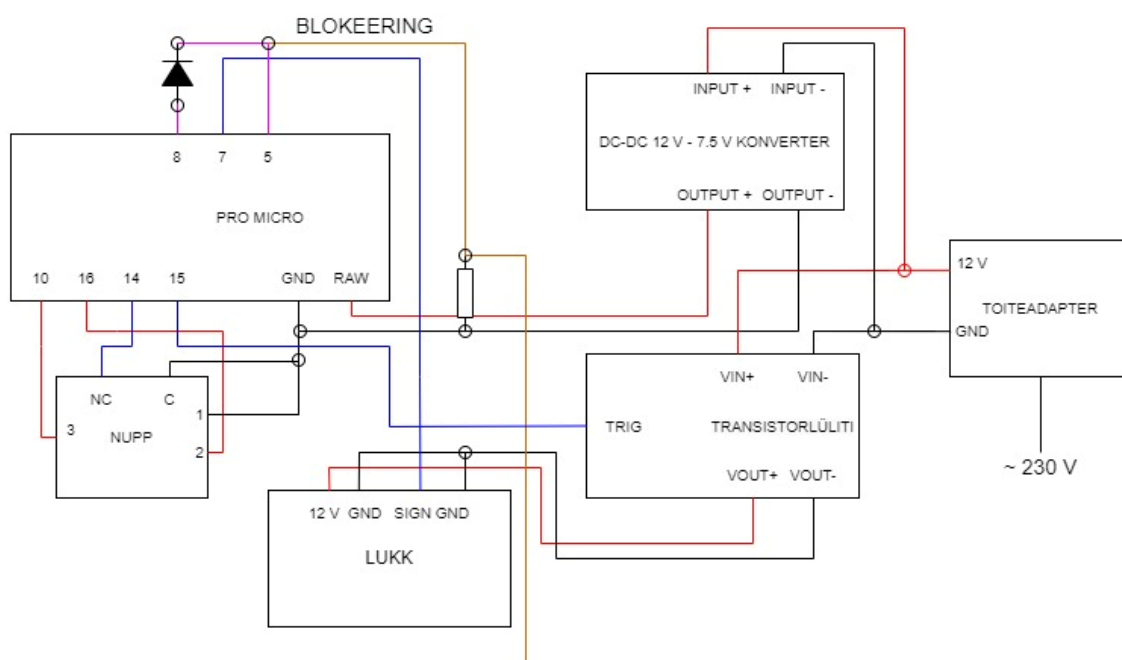 BLOKEERING
INPUT + INPUT -
DC-DC 12 V - 7.5 V KONVERTER
OUTPUT + OUTPUT -
8 7 5
PRO MICRO
10 16 14 15 GND RAW
12 V
TOITEADAPTER
GND
~ 230 V
NC C
1
3 NUPP
2
VIN+ VIN-
TRIG TRANSISTORLÜLITI
VOUT+ VOUT-
12 V GND SIGN GND
LUKK